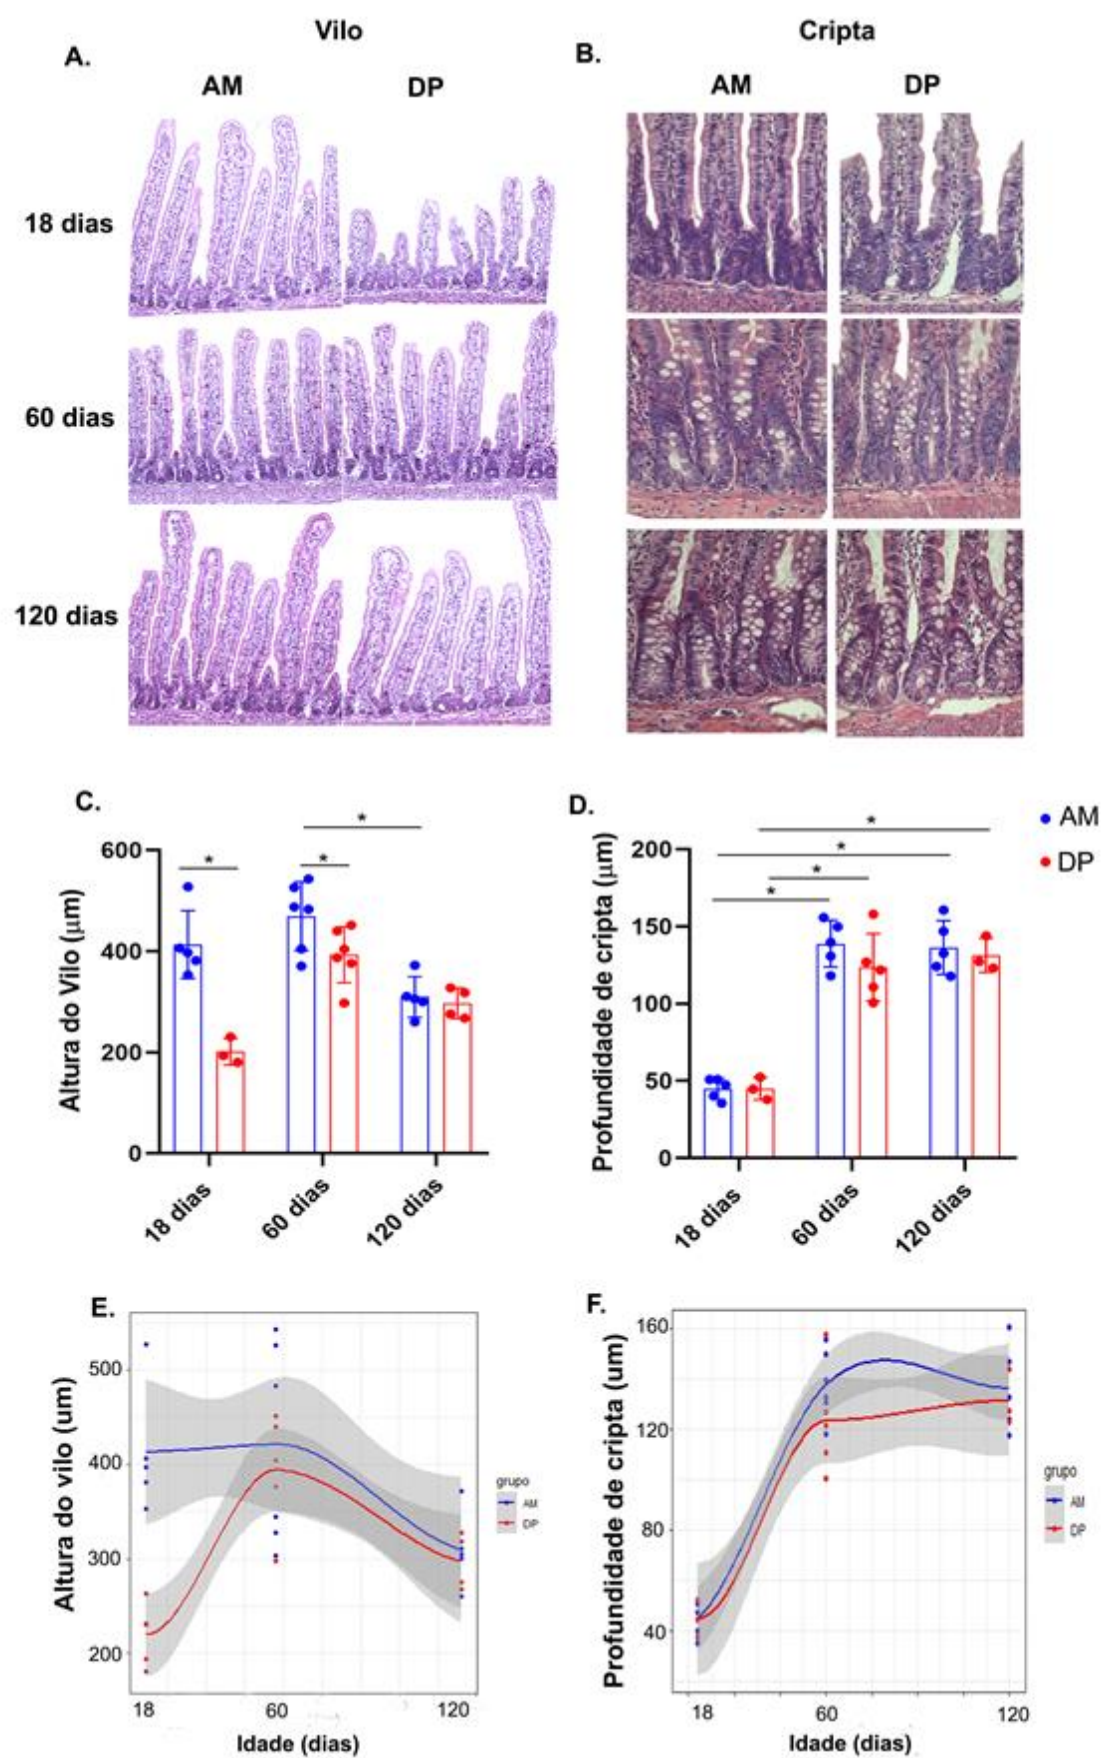 Vilo
Cripta
A.
B.
AM
DP
AM
DP
18 dias
60 dias
120 dias
C.
D.
AM
DP
Altura do Vilo (μm)
600
400
200
0
*
*
*
18 dias
60 dias
120 dias
Profundidade de cripta (μm)
200
150
100
50
0
*
*
*
*
18 dias
60 dias
120 dias
E.
Altura do vilo (um)
500
400
300
200
18
60
120
Idade (dias)
grupo
AM
DP
F.
Profundidade de cripta (um)
160
120
80
40
18
60
120
Idade (dias)
grupo
AM
DP